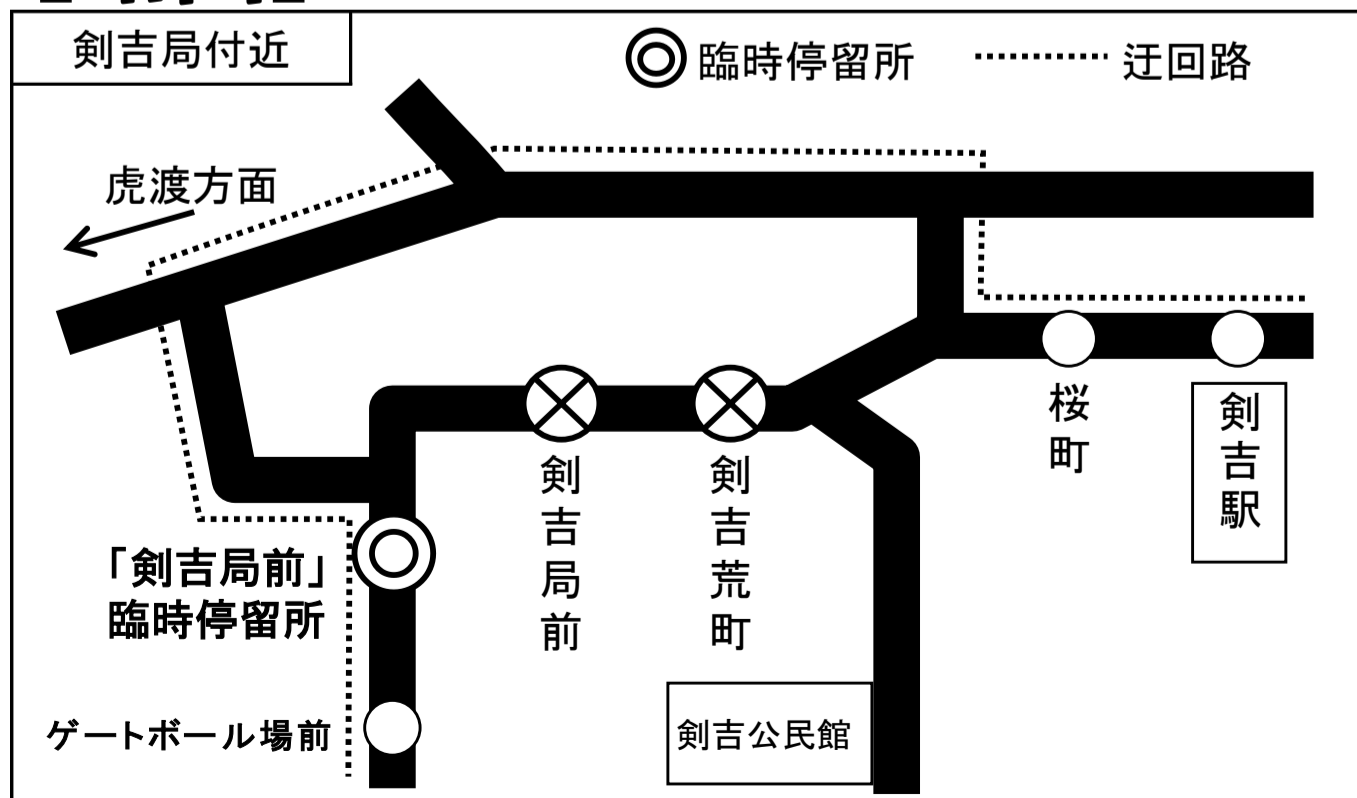 剣吉局付近
臨時停留所
迂回路
虎渡方面
桜町
剣吉駅
剣吉局前
剣吉荒町
「剣吉局前」
臨時停留所
ゲートボール場前
剣吉公民館